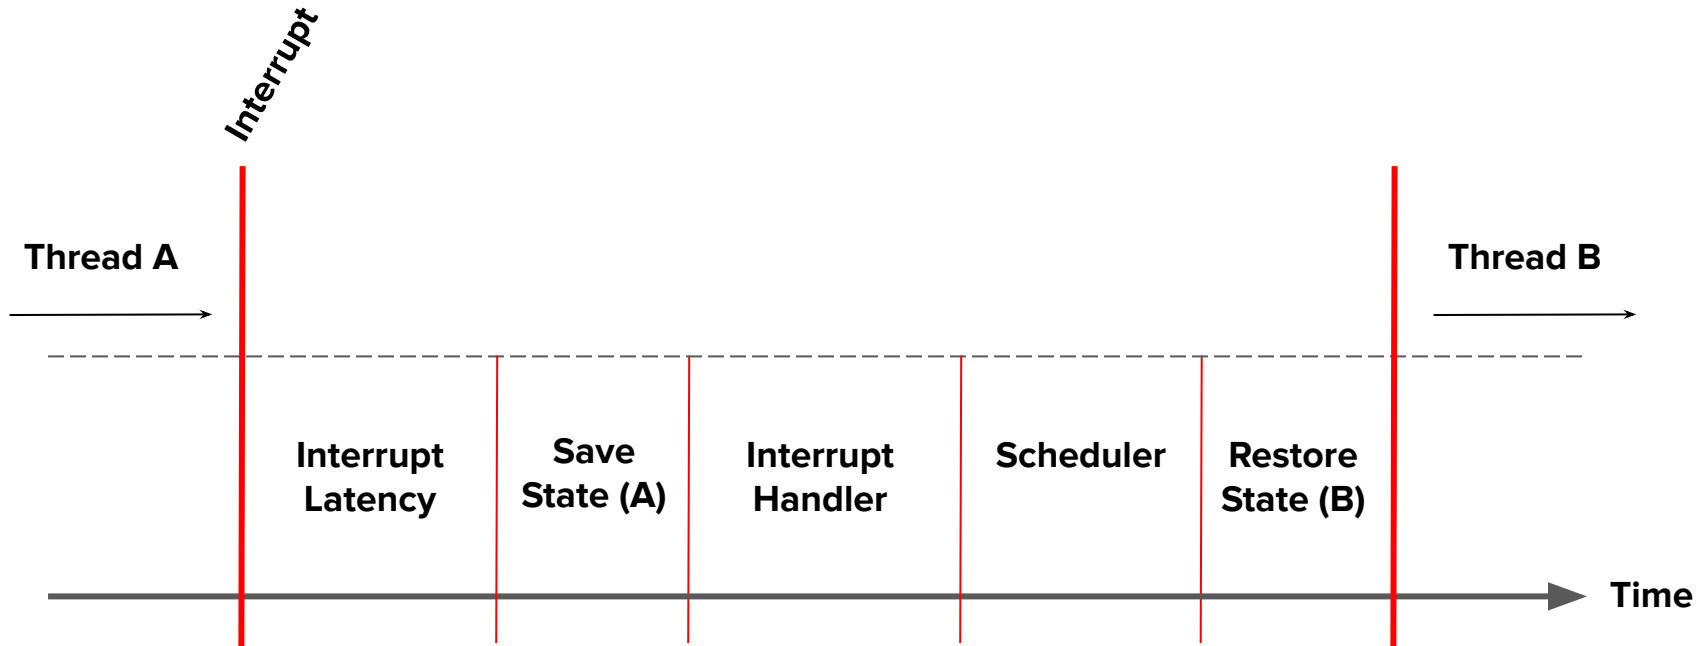 Interrupt
Thread A
Thread B
Interrupt
Latency
Save
State (A)
Interrupt
Handler
Scheduler
Restore
State (B)
Time